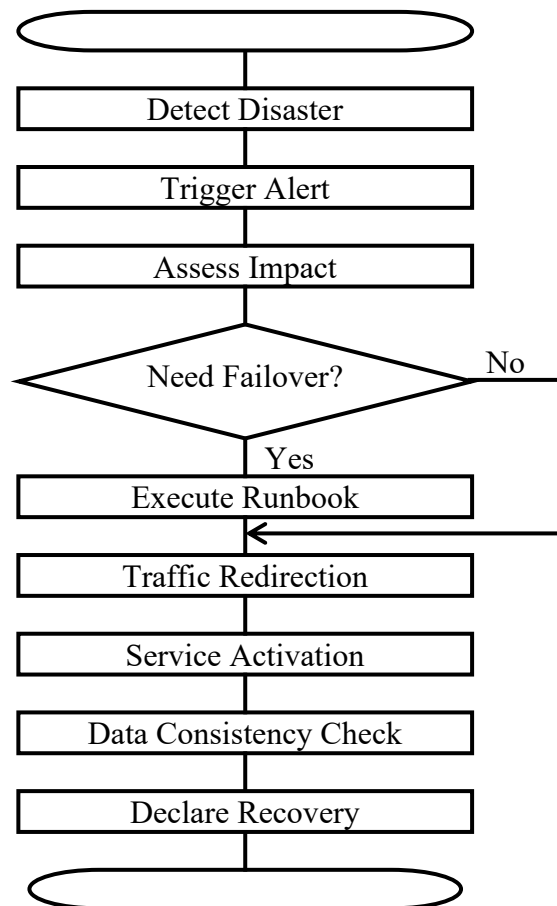 Detect Disaster
Trigger Alert
Assess Impact
Need Failover?
No
Yes
Execute Runbook
Traffic Redirection
Service Activation
Data Consistency Check
Declare Recovery